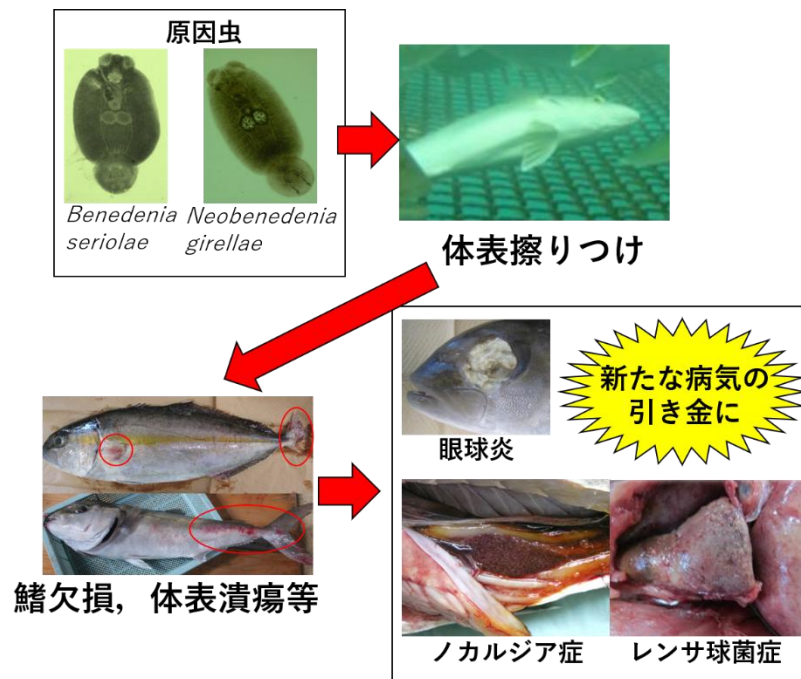 原因虫
Benedenia
seriolae
Neobenedenia
girellae
体表擦りつけ
鰭欠損，体表潰瘍等
眼球炎
新たな病気の
引き金に
ノカルジア症
レンサ球菌症